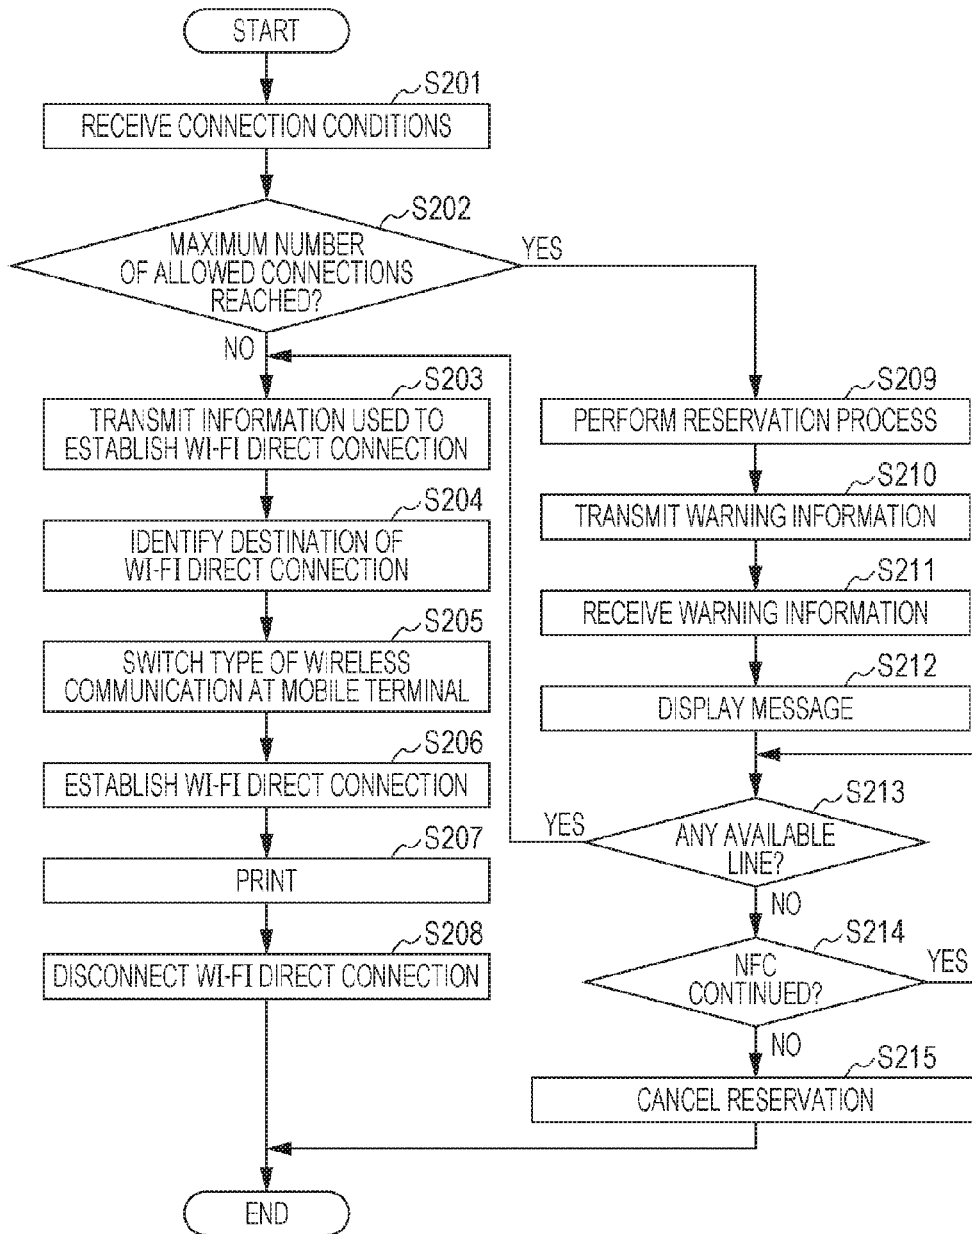 START
S201
RECEIVE CONNECTION CONDITIONS
S202
MAXIMUM NUMBER
OF ALLOWED CONNECTIONS
REACHED?
YES
NO
S203
TRANSMIT INFORMATION USED TO
ESTABLISH WI-FI DIRECT CONNECTION
S204
IDENTIFY DESTINATION OF
WI-FI DIRECT CONNECTION
S205
SWITCH TYPE OF WIRELESS
COMMUNICATION AT MOBILE TERMINAL
S206
ESTABLISH WI-FI DIRECT CONNECTION
S207
PRINT
S208
DISCONNECT WI-FI DIRECT CONNECTION
S209
PERFORM RESERVATION PROCESS
S210
TRANSMIT WARNING INFORMATION
S211
RECEIVE WARNING INFORMATION
S212
DISPLAY MESSAGE
S213
YES
ANY AVAILABLE
LINE?
NO
S214
NFC
CONTINUED?
YES
NO
S215
CANCEL RESERVATION
END